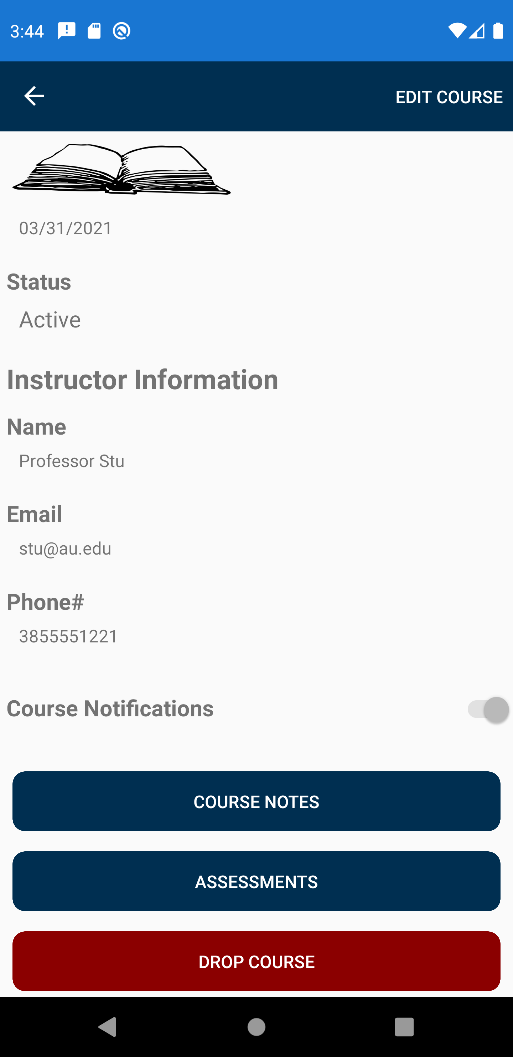 3:44
EDIT COURSE
03/31/2021
Status
Active
Instructor Information
Name
Professor Stu
Email
stu@au.edu
Phone#
3855551221
Course Notifications
COURSE NOTES
ASSESSMENTS
DROP COURSE